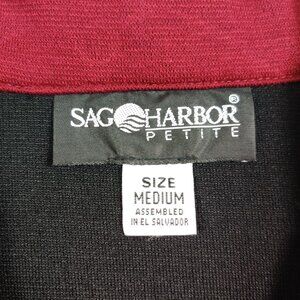 SAG HARBOR®
PETITE
SIZE
MEDIUM
ASSEMBLED
IN EL SALVADOR